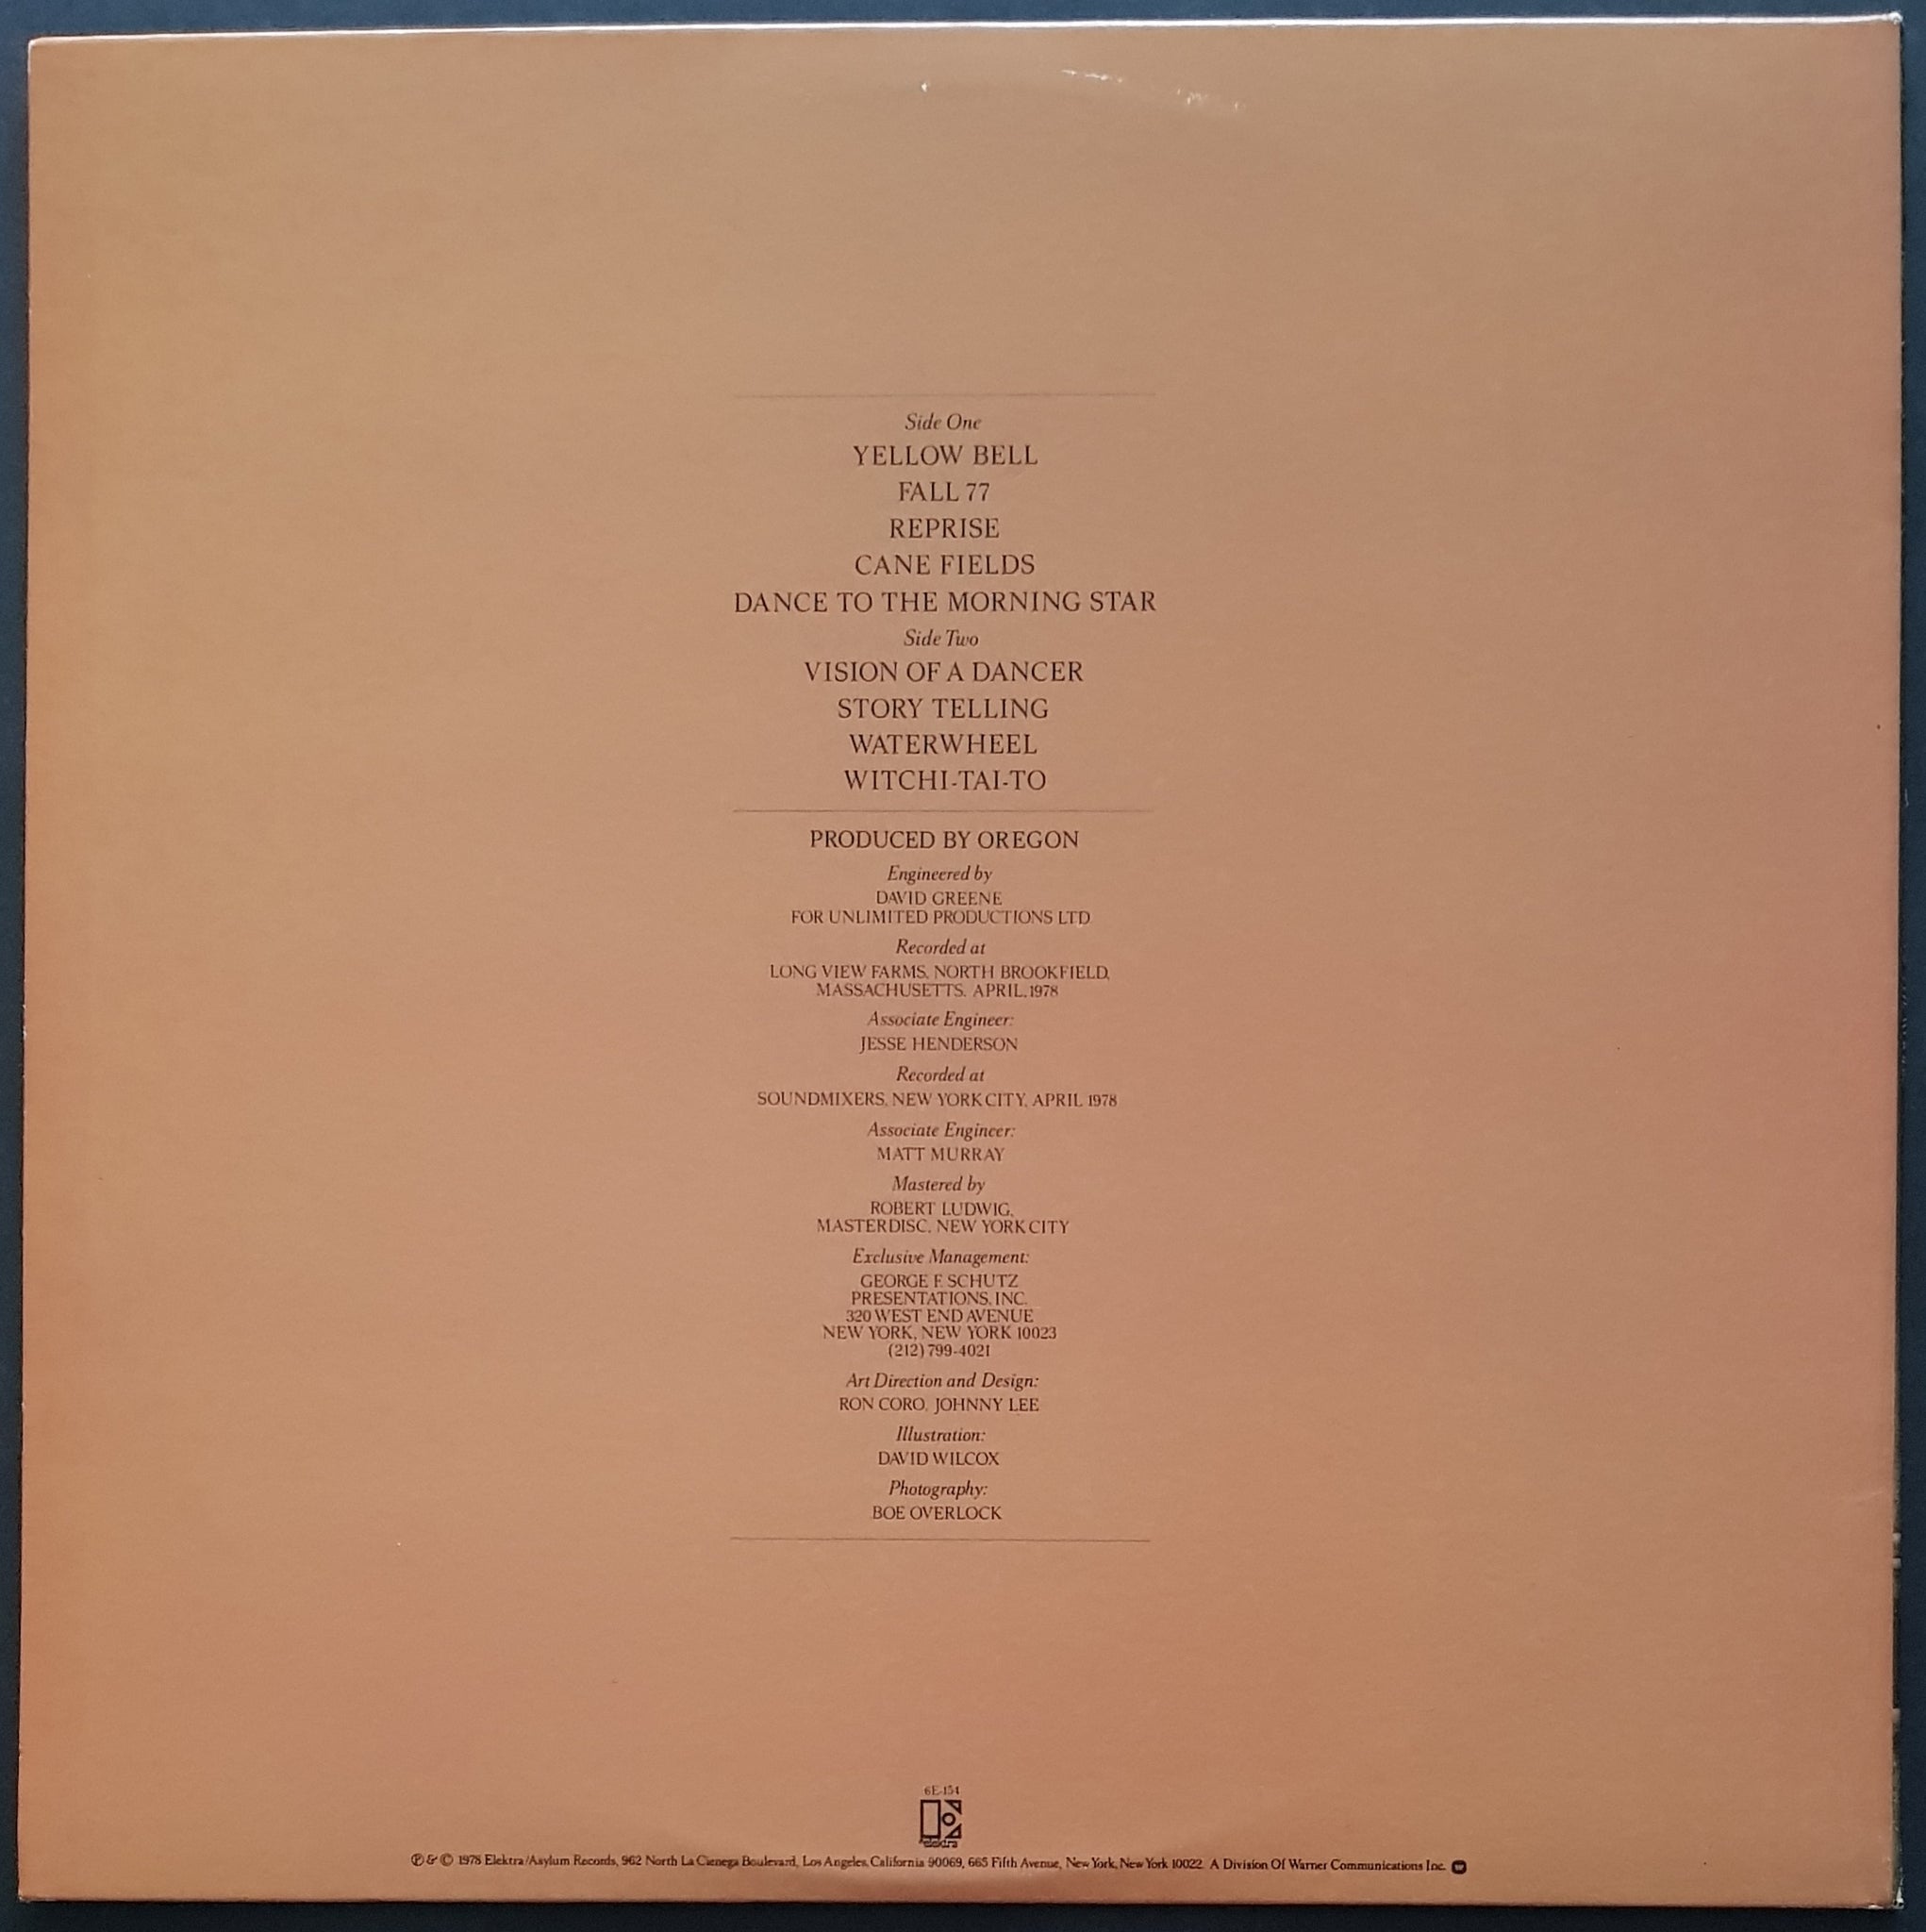 Side One
YELLOW BELL
FALL 77
REPRISE
CANE FIELDS
DANCE TO THE MORNING STAR
Side Two
VISION OF A DANCER
STORY TELLING
WATERWHEEL
WITCHI-TAI-TO
PRODUCED BY OREGON
Engineered by
DAVID GREENE
FOR UNLIMITED PRODUCTIONS LTD
Recorded at
LONG VIEW FARMS, NORTH BROOKFIELD,
MASSACHUSETTS, APRIL, 1978
Associate Engineer:
JESSE HENDERSON
Recorded at
SOUNDMIXERS, NEW YORK CITY, APRIL 1978
Associate Engineer:
MATT MURRAY
Mastered by
ROBERT LUDWIG,
MASTERDISC, NEW YORK CITY
Exclusive Management:
GEORGE F. SCHUTZ
PRESENTATIONS, INC.
320 WEST END AVENUE
NEW YORK, NEW YORK 10023
(212) 799-4021
Art Direction and Design:
RON CORO, JOHNNY LEE
Illustration:
DAVID WILCOX
Photography:
BOE OVERLOCK
6E-154
elektra
℗ & © 1978 Elektra/Asylum Records, 962 North La Cienega Boulevard, Los Angeles, California 90069, 665 Fifth Avenue, New York, New York 10022. A Division Of Warner Communications Inc.